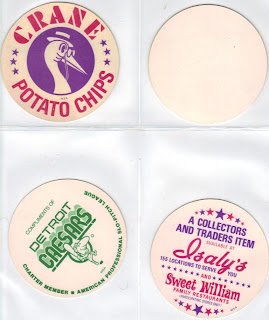 CRANE
POTATO CHIPS
COMPLIMENTS OF
DETROIT
CAESARS
CHARTER MEMBER • AMERICAN PROFESSIONAL SLO-PITCH LEAGUE
A COLLECTORS
AND TRADERS ITEM
AVAILABLE AT
Isaly's
155 LOCATIONS TO SERVE YOU
AND
Sweet William
FAMILY RESTAURANTS